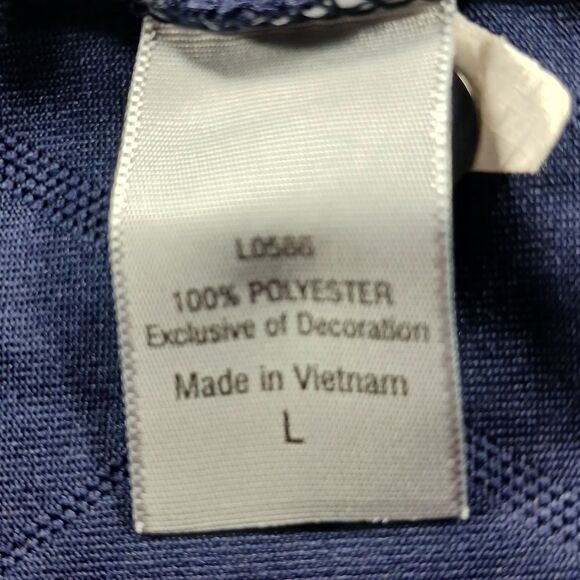 L0586
100% POLYESTER
Exclusive of Decoration
Made in Vietnam
L